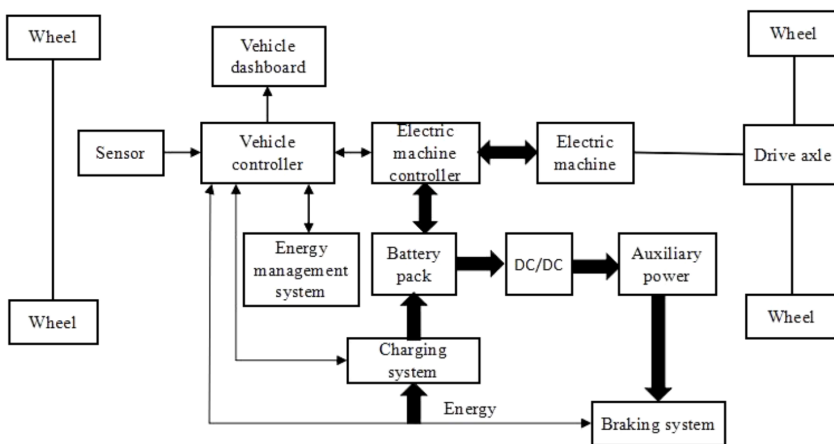 Wheel
Wheel
Vehicle
dashboard
Sensor
Vehicle
controller
Electric
machine
controller
Electric
machine
Drive axle
Energy
management
system
Battery
pack
DC/DC
Auxiliary
power
Wheel
Wheel
Charging
system
Energy
Braking system